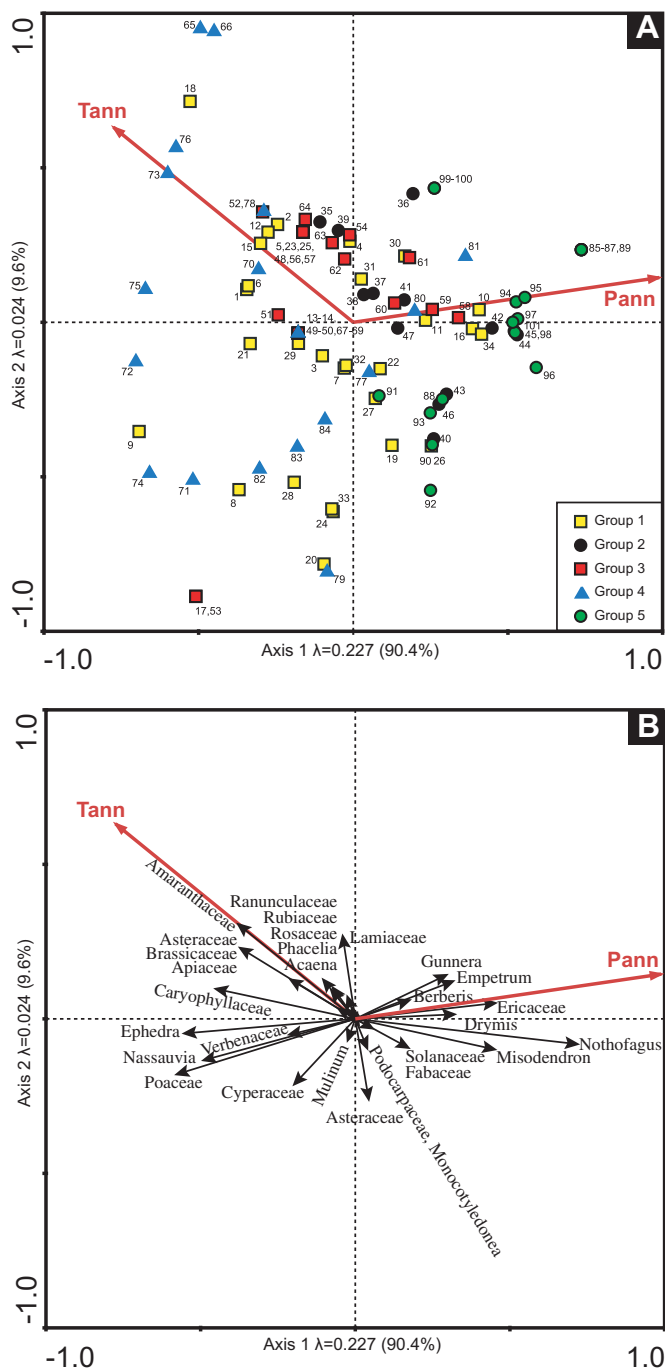 1.0
A
65
66
18
Tann
76
73
52,78
64
35
36
99-100
2
39
54
12
63
4
30
81
85-87,89
15
5,23,25,
48,56,57
62
61
70
31
95
75
6
37
41
94
Pann
1
38
80
59
10
60
58
97
51
13-14
42
101
49-50,67-69
47
11
16
45,98
21
29
34
44
3
32
22
72
7
77
96
27
91
88
43
93
46
9
84
83
19
40
74
71
82
90
26
8
28
92
33
24
20
79
17,53
Group 1
Group 2
Group 3
Group 4
Group 5
Axis 2 λ=0.024 (9.6%)
-1.0
-1.0
Axis 1 λ=0.227 (90.4%)
1.0
1.0
B
Tann
Amaranthaceae
Ranunculaceae
Rubiaceae
Rosaceae
Lamiaceae
Asteraceae
Brassicaceae
Phacelia
Apiaceae
Acaena
Gunnera
Pann
Empetrum
Caryophyllaceae
Berberis
Ericaceae
Ephedra
Verbenaceae
Drymis
Nassauvia
Nothofagus
Solanaceae
Misodendron
Poaceae
Fabaceae
Cyperaceae
Mulinum
Asteraceae
Podocarpaceae, Monocotyledonea
Axis 2 λ=0.024 (9.6%)
-1.0
-1.0
Axis 1 λ=0.227 (90.4%)
1.0